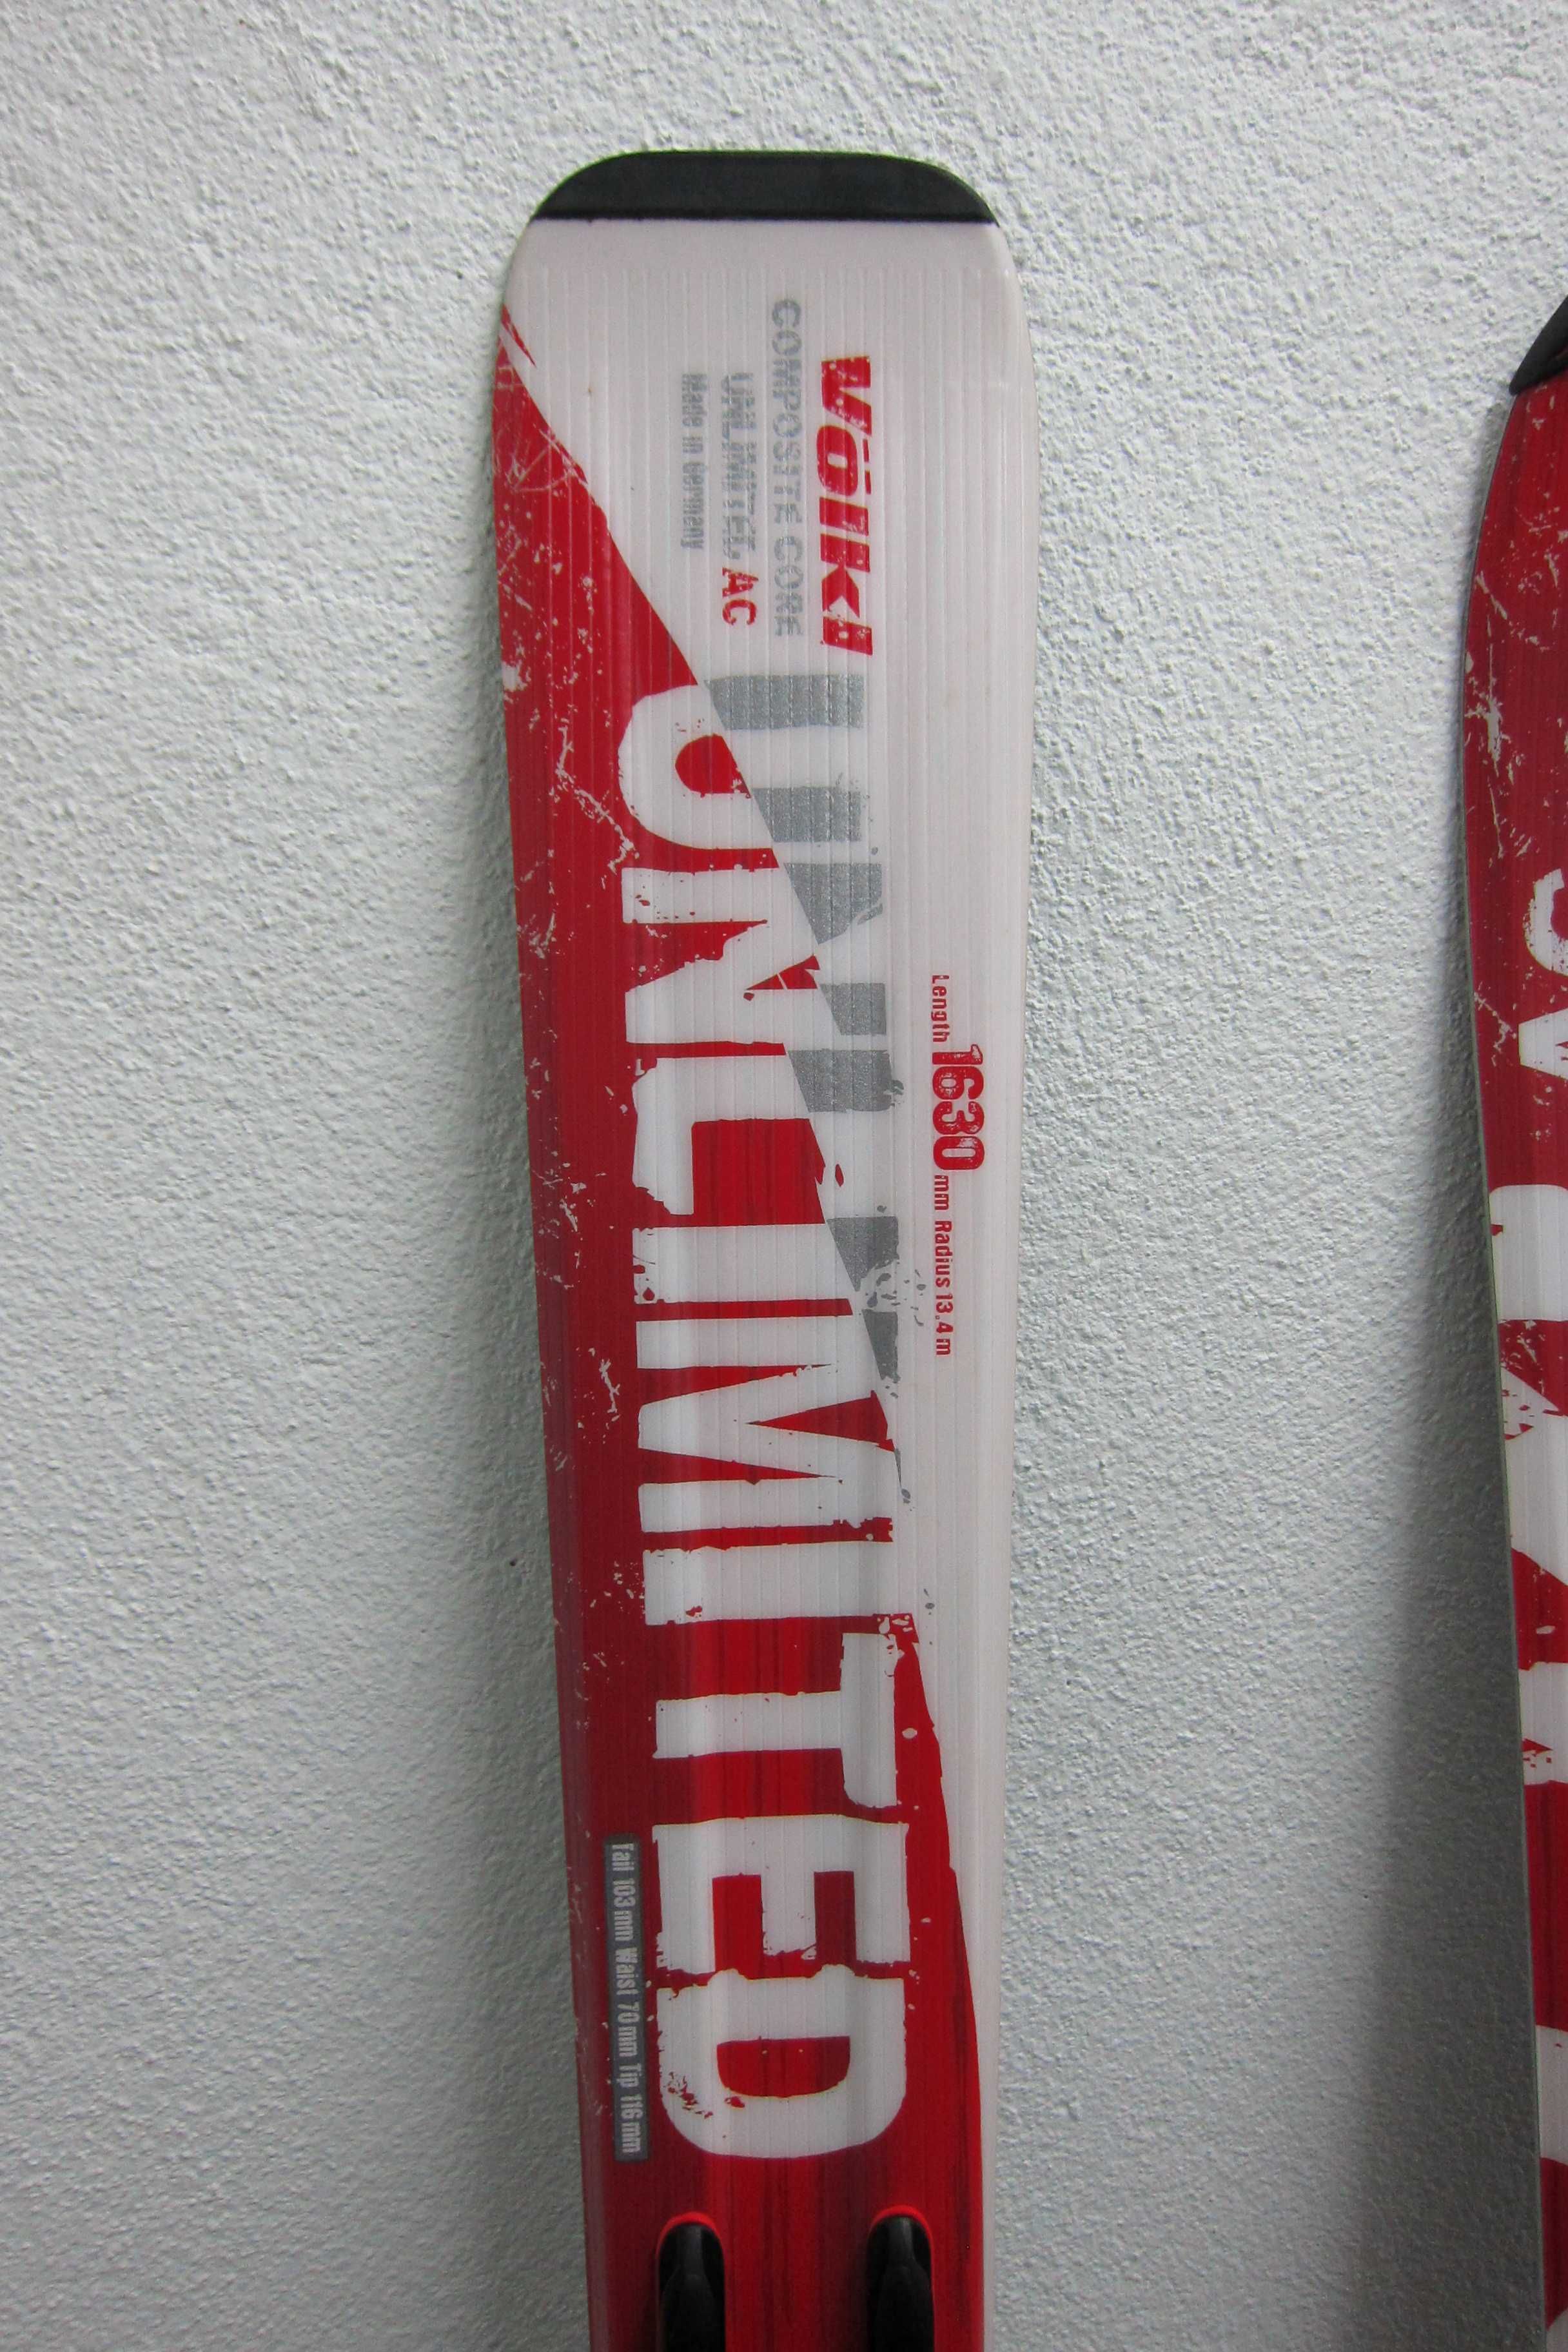 VÖLKL
COMPOSITE CORE
UNLIMITED AC
Made in Germany
UNLIMITED
Length 1630 mm Radius 13,4 m
Tail 103 mm Waist 70 mm Tip 116 mm